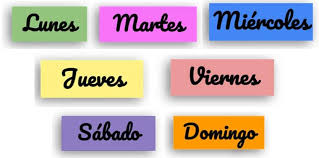 Lunes Martes Miércoles
Jueves Viernes
Sábado Domingo